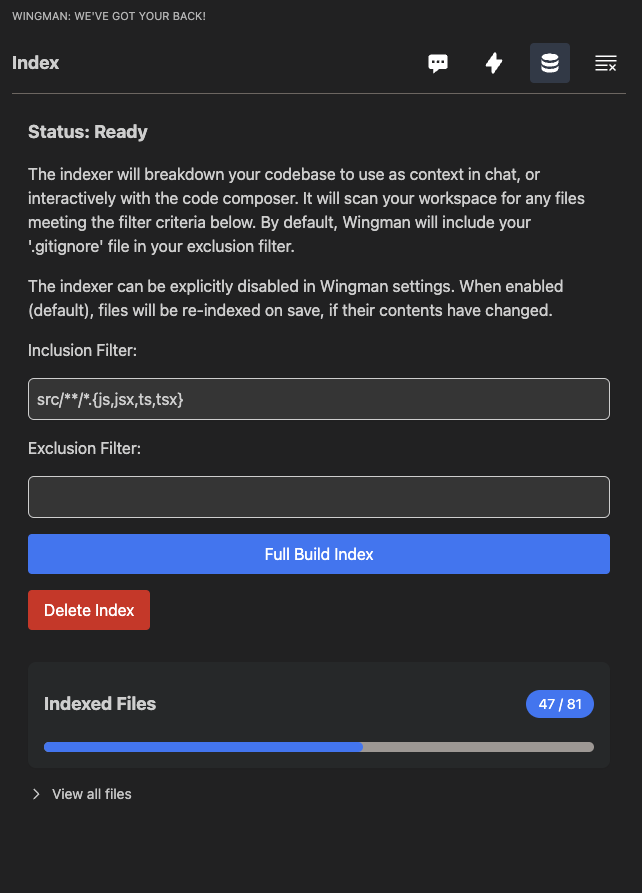 WINGMAN: WE'VE GOT YOUR BACK!
Index
Status: Ready
The indexer will breakdown your codebase to use as context in chat, or
interactively with the code composer. It will scan your workspace for any files
meeting the filter criteria below. By default, Wingman will include your
'.gitignore' file in your exclusion filter.
The indexer can be explicitly disabled in Wingman settings. When enabled
(default), files will be re-indexed on save, if their contents have changed.
Inclusion Filter:
src/**/*.{js,jsx,ts,tsx}
Exclusion Filter:
Full Build Index
Delete Index
Indexed Files
47 / 81
View all files